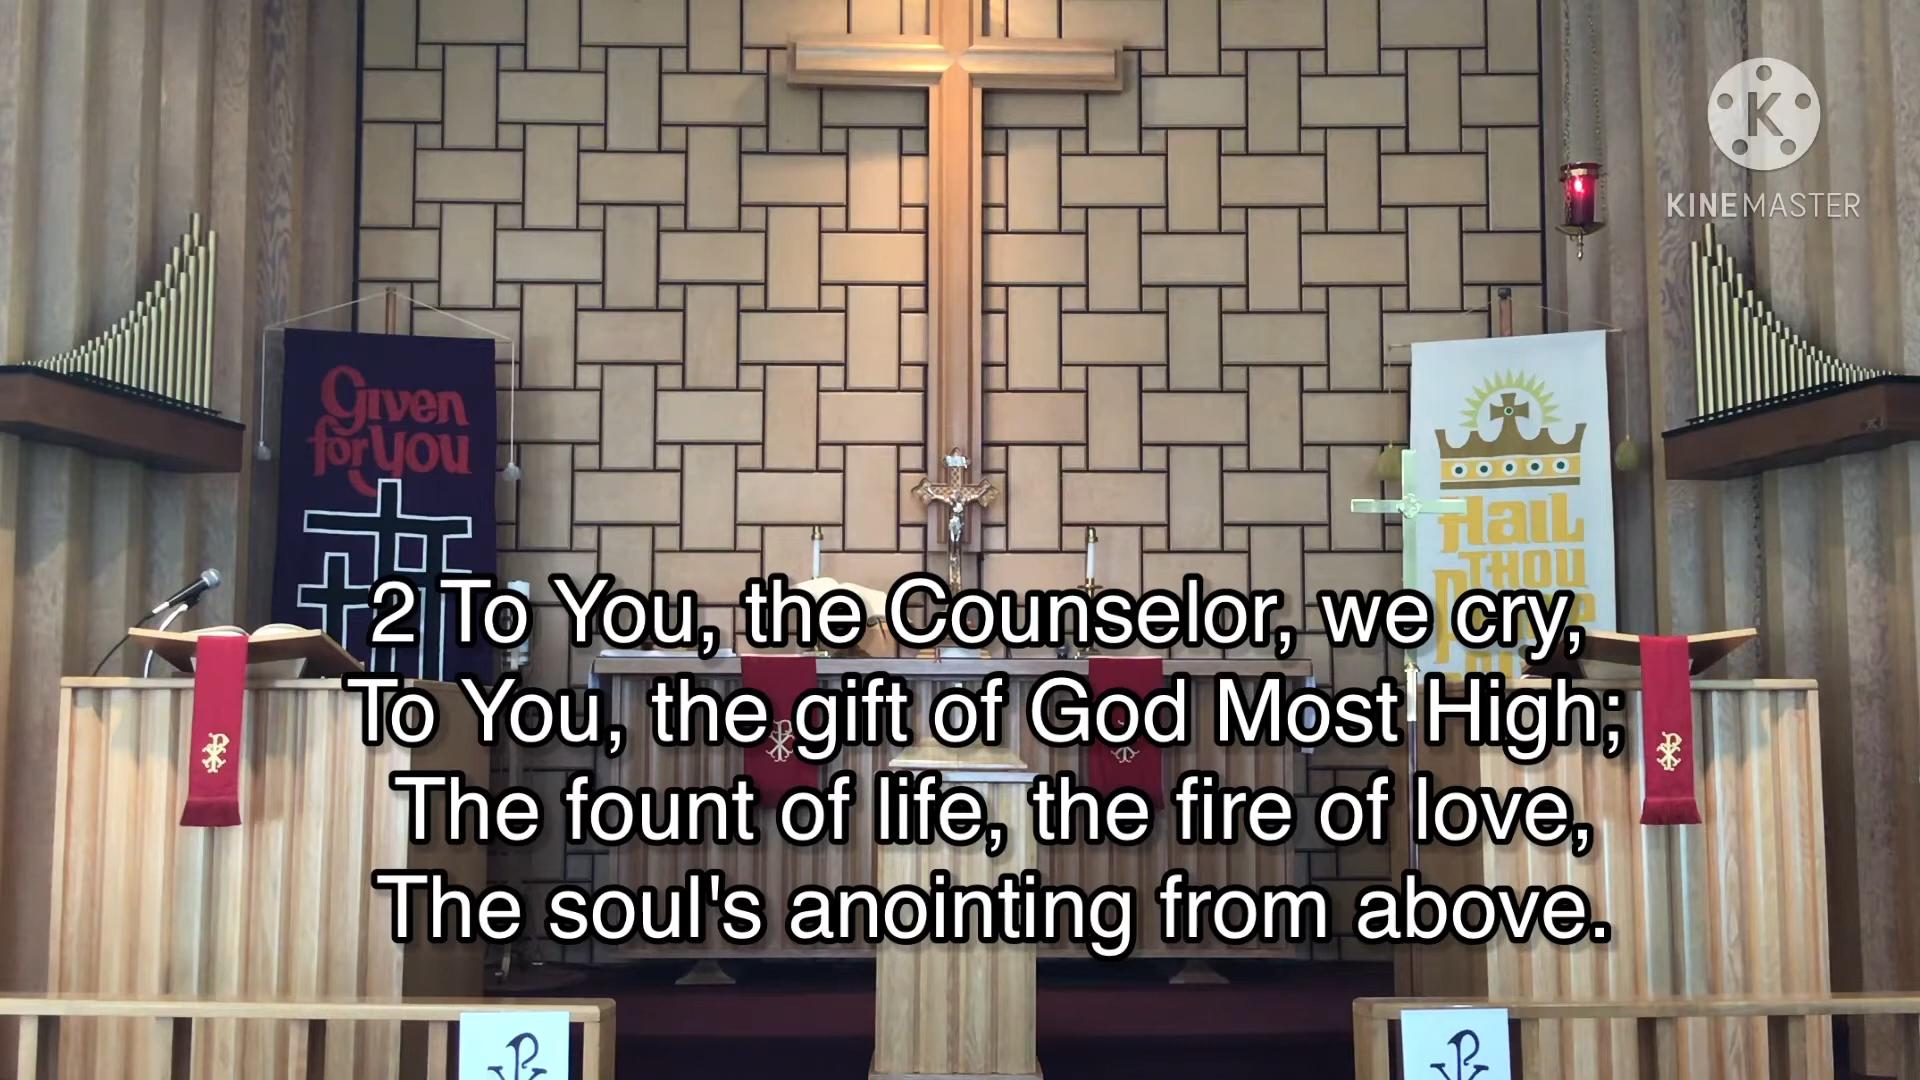 KINEMASTER
Given
for you
Hail
THOU
2 To You, the Counselor, we cry,
To You, the gift of God Most High;
The fount of life, the fire of love,
The soul's anointing from above.